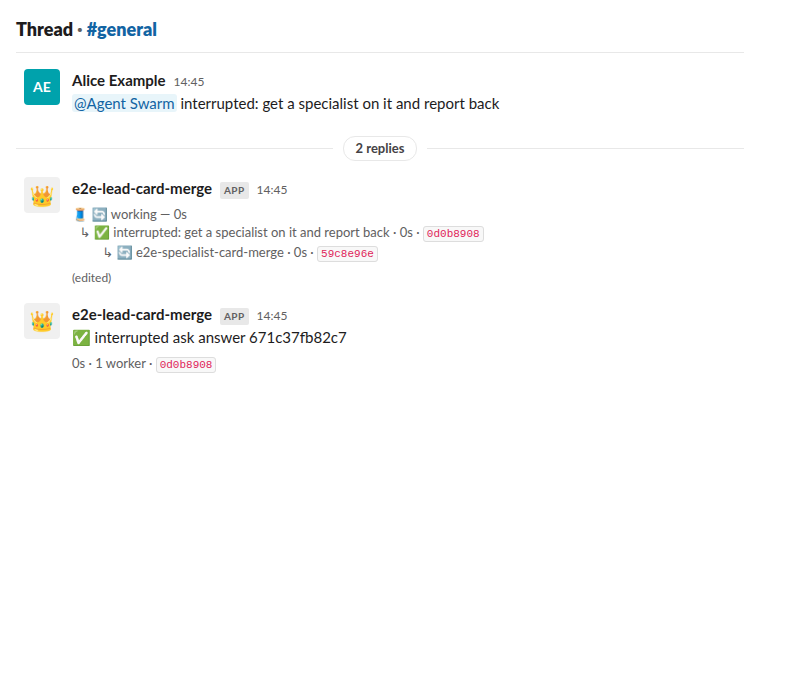 Thread • #general
AE
Alice Example 14:45
@Agent Swarm interrupted: get a specialist on it and report back
2 replies
e2e-lead-card-merge APP 14:45
🧵 🔄 working — 0s
↳ ✅ interrupted: get a specialist on it and report back · 0s · 0d0b8908
↳ 🔄 e2e-specialist-card-merge · 0s · 59c8e96e
(edited)
e2e-lead-card-merge APP 14:45
✅ interrupted ask answer 671c37fb82c7
0s · 1 worker · 0d0b8908